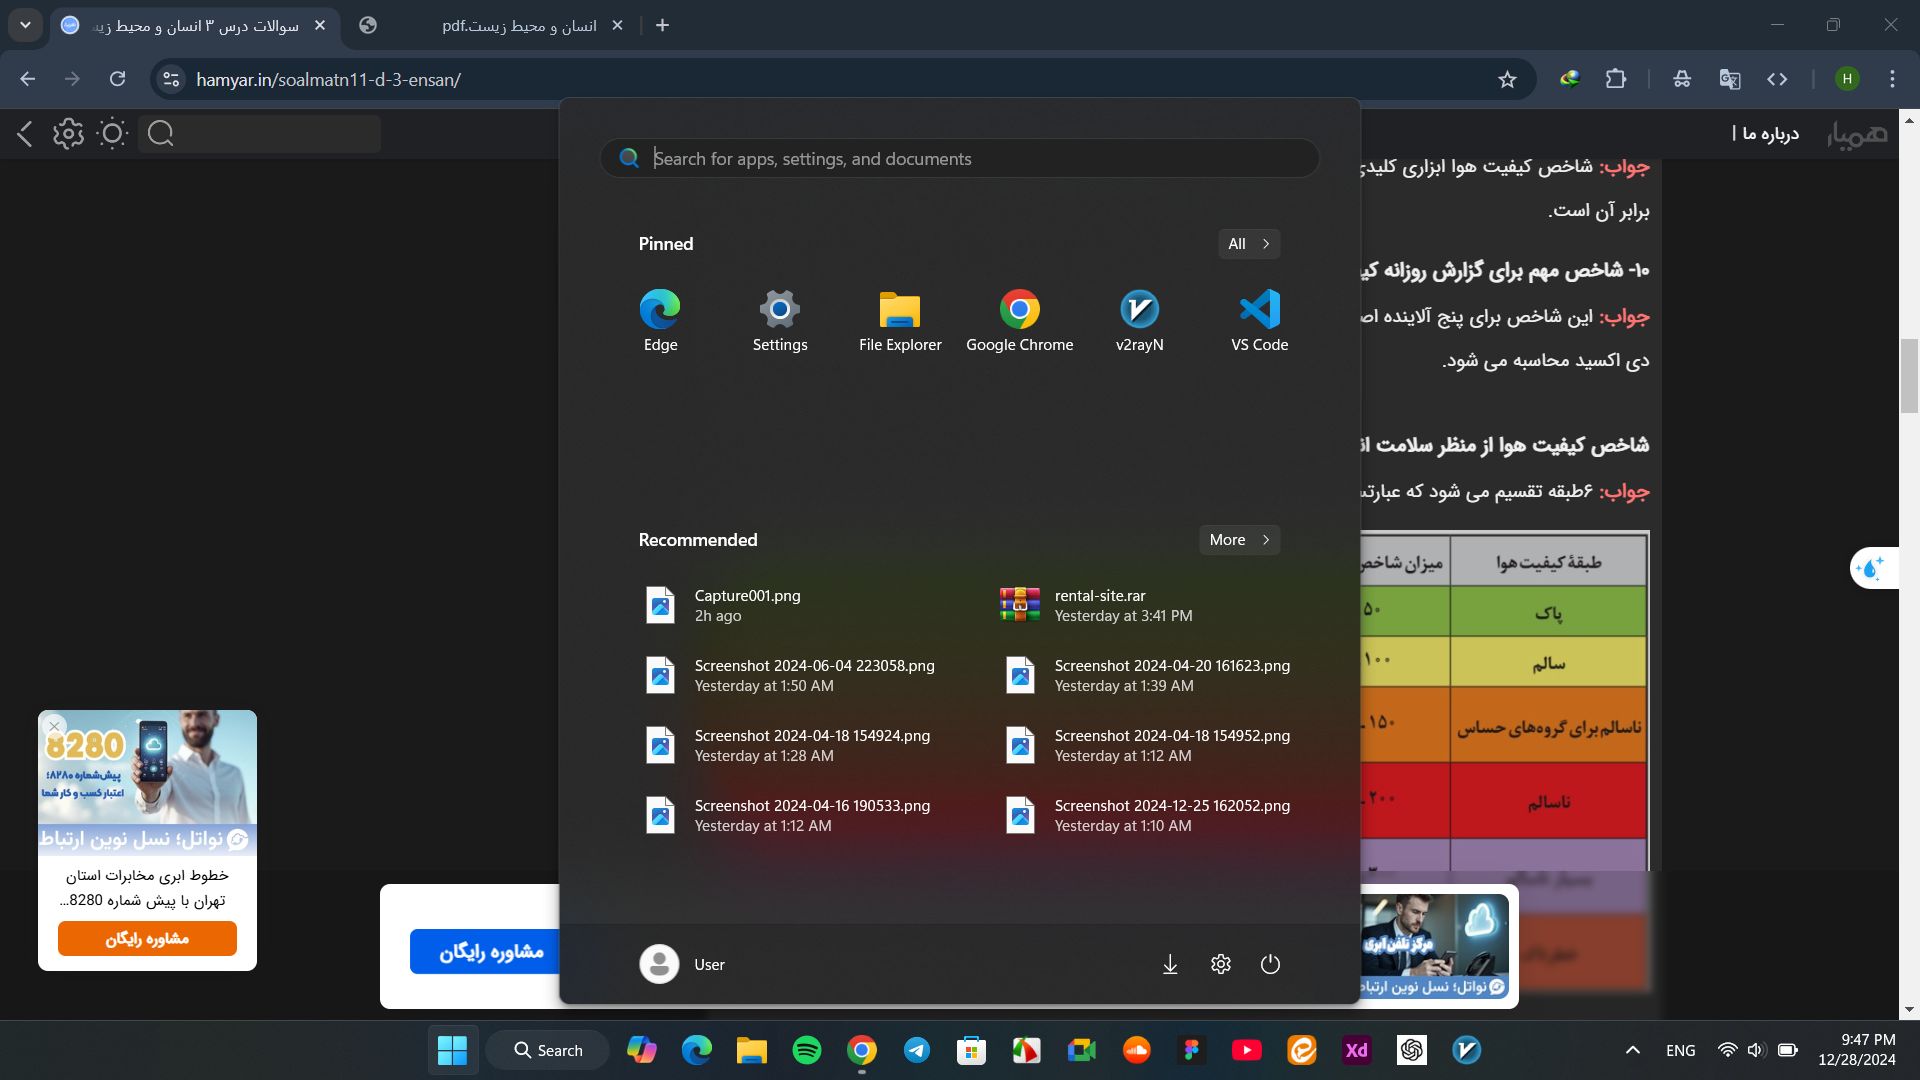 سوالات درس ۳ انسان و محیط
انسان و محیط زیست.pdf
hamyar.in/soalmatn11-d-3-ensan/
H
درباره ما |
همیار
جواب: شاخص کیفیت هوا ابزاری کلیدی
برابر آن است.
۱۰- شاخص مهم برای گزارش روزانه
جواب: این شاخص برای پنج آلاینده
دی اکسید محاسبه می شود.
شاخص کیفیت هوا از منظر سلامت
جواب: ۶طبقه تقسیم می شود که
طبقهٔ کیفیت هوا
میزان شاخص
پاک
۵۰
سالم
۱۰۰
ناسالم برای گروه‌های حساس
۱۵۰
ناسالم
۲۰۰
بسیار ناسالم
۳۰۰
Search for apps, settings, and documents
Pinned
All
Edge
Settings
File Explorer
Google Chrome
v2rayN
VS Code
Recommended
More
Capture001.png
2h ago
rental-site.rar
Yesterday at 3:41 PM
Screenshot 2024-06-04 223058.png
Yesterday at 1:50 AM
Screenshot 2024-04-20 161623.png
Yesterday at 1:39 AM
Screenshot 2024-04-18 154924.png
Yesterday at 1:28 AM
Screenshot 2024-04-18 154952.png
Yesterday at 1:12 AM
Screenshot 2024-04-16 190533.png
Yesterday at 1:12 AM
Screenshot 2024-12-25 162052.png
Yesterday at 1:10 AM
User
8280
پیش‌شماره ۸۲۸۰؛
اعتبار کسب و کار شما
نواتل؛ نسل نوین ارتباط
خطوط ابری مخابرات استان
تهران با پیش شماره 8280...
مشاوره رایگان
مشاوره رایگان
مرکز تلفن ابری
نواتل؛ نسل نوین ارتباط
Search
Xd
ENG
9:47 PM
12/28/2024